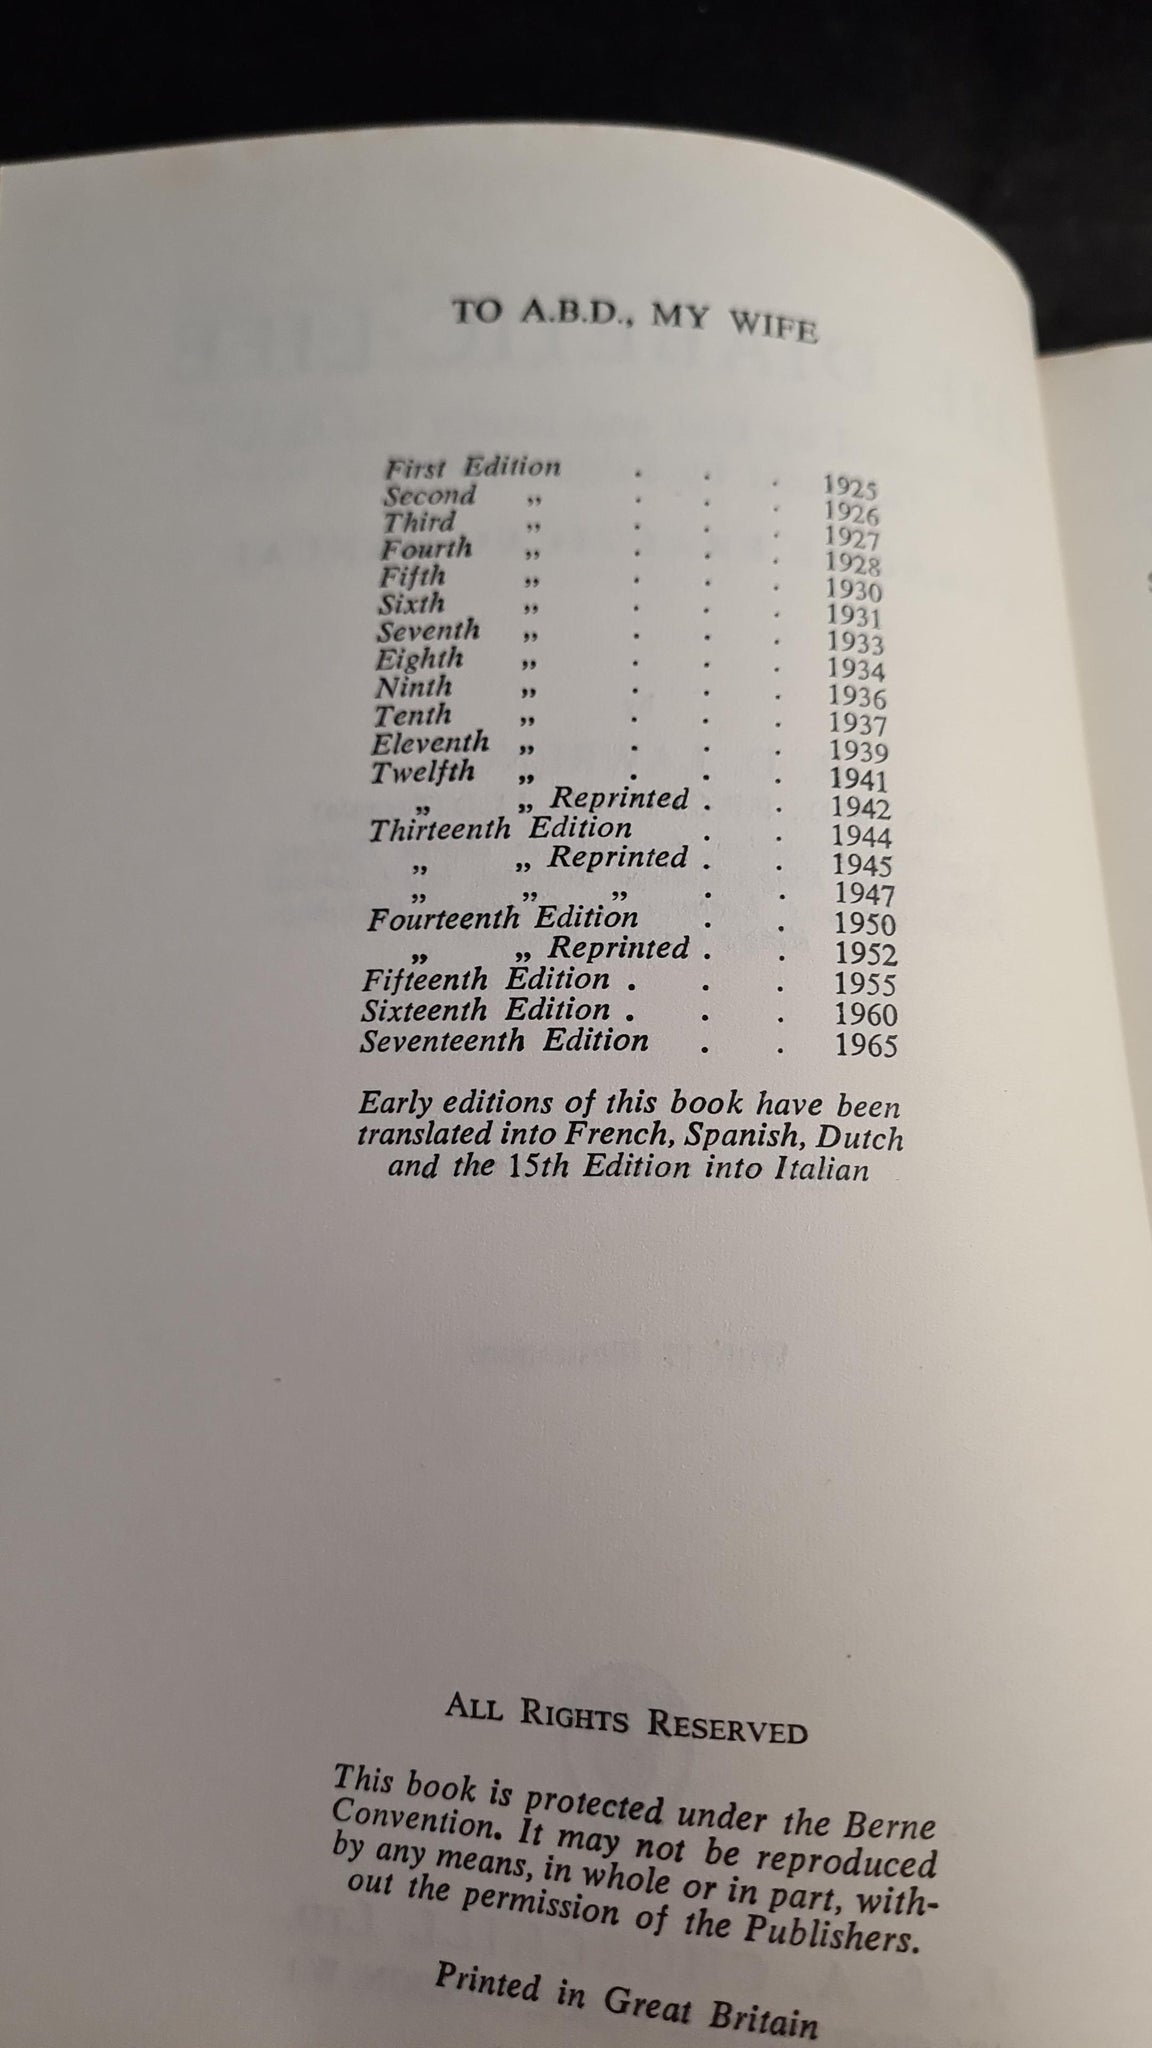 TO A.B.D., MY WIFE
First Edition . . . 1925
Second „ . . . 1926
Third „ . . . 1927
Fourth „ . . . 1928
Fifth „ . . . 1930
Sixth „ . . . 1931
Seventh „ . . . 1933
Eighth „ . . . 1934
Ninth „ . . . 1936
Tenth „ . . . 1937
Eleventh „ . . . 1939
Twelfth „ . . . 1941
„ „ Reprinted . . 1942
Thirteenth Edition . . 1944
„ „ Reprinted . . 1945
„ „ „ . . 1947
Fourteenth Edition . . 1950
„ „ Reprinted . . 1952
Fifteenth Edition . . . 1955
Sixteenth Edition . . . 1960
Seventeenth Edition . . 1965
Early editions of this book have been
translated into French, Spanish, Dutch
and the 15th Edition into Italian
ALL RIGHTS RESERVED
This book is protected under the Berne
Convention. It may not be reproduced
by any means, in whole or in part, with-
out the permission of the Publishers.
Printed in Great Britain